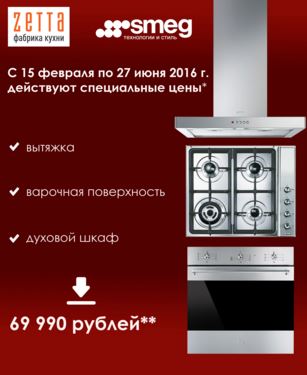 ZETTA
фабрика кухни
smeg
технологии и стиль
С 15 февраля по 27 июня 2016 г.
действуют специальные цены*
вытяжка
варочная поверхность
духовой шкаф
69 990 рублей**